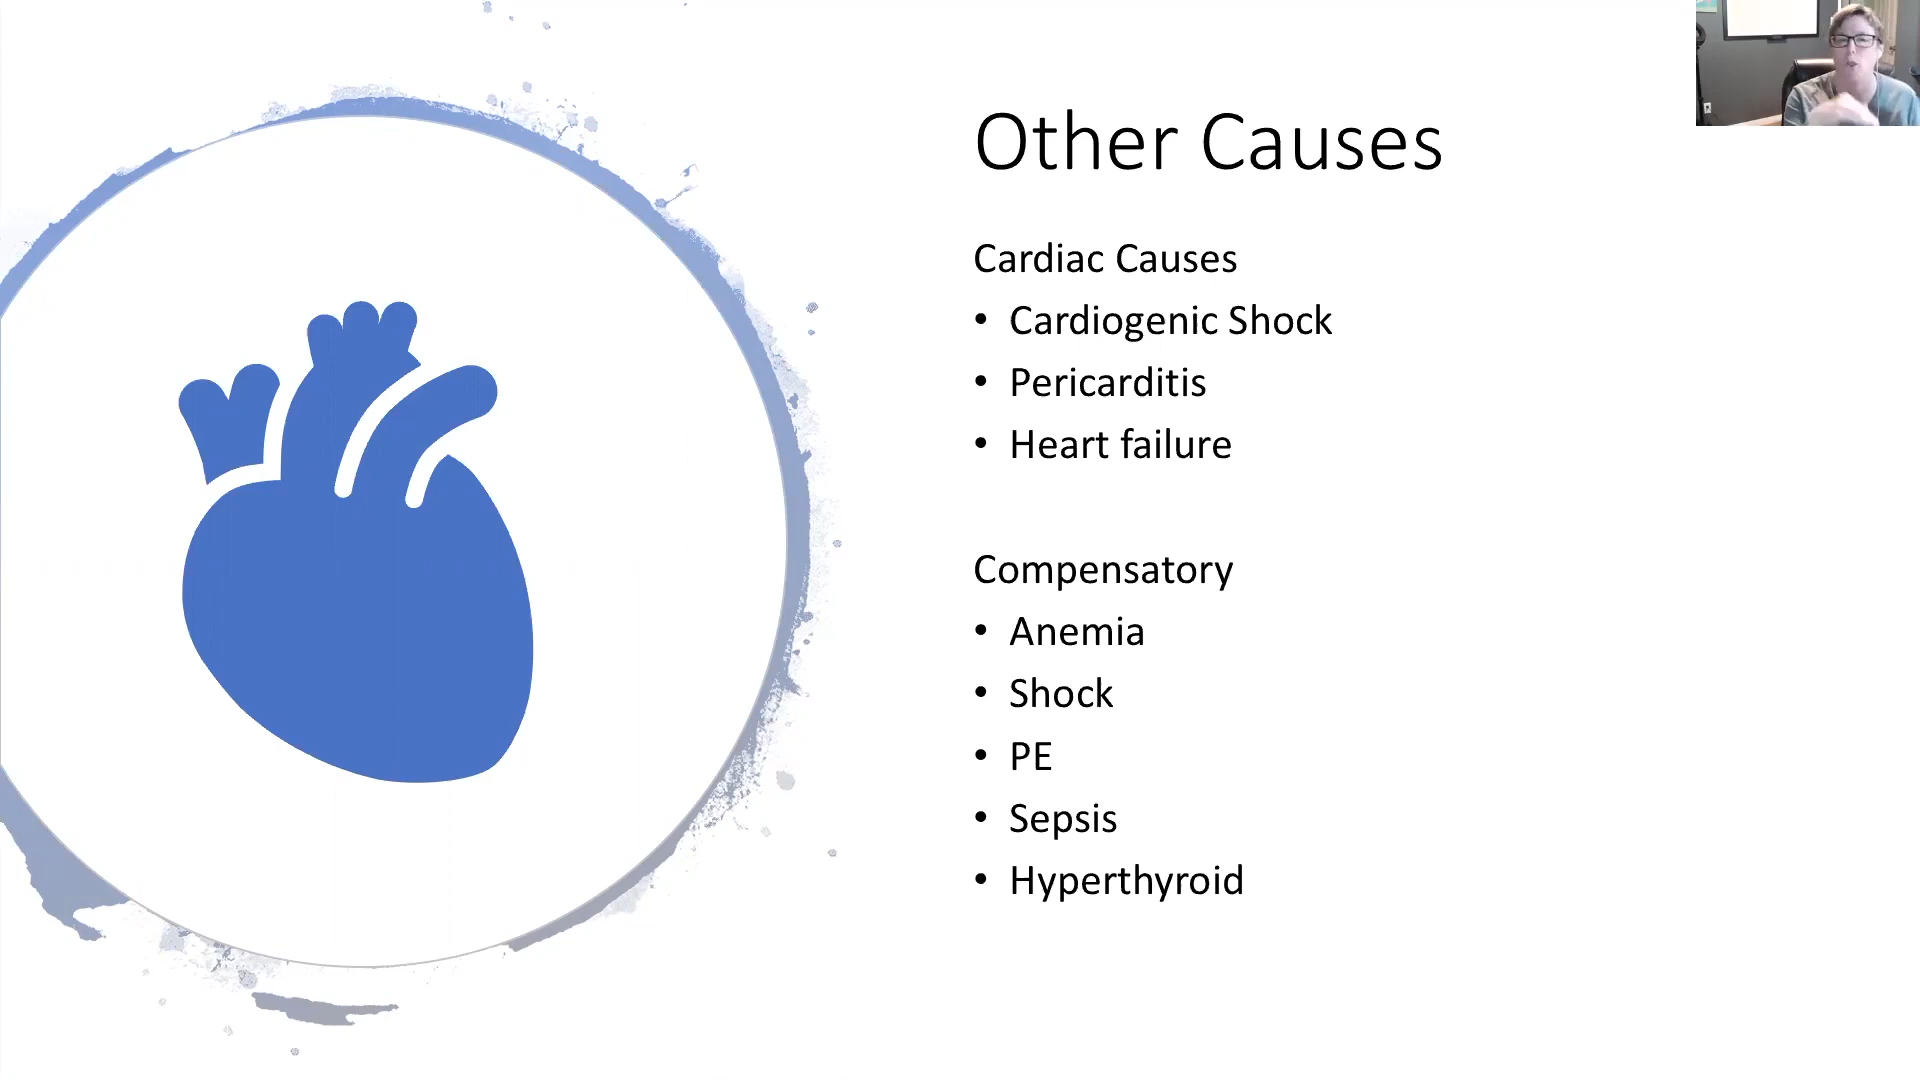 Other Causes
Cardiac Causes
• Cardiogenic Shock
• Pericarditis
• Heart failure
Compensatory
• Anemia
• Shock
• PE
• Sepsis
• Hyperthyroid